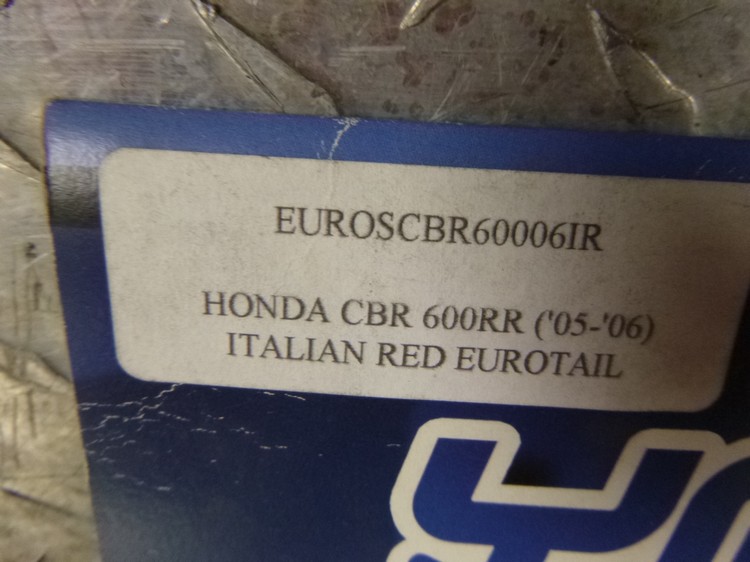 EUROSCBR60006IR
HONDA CBR 600RR ('05-'06)
ITALIAN RED EUROTAIL